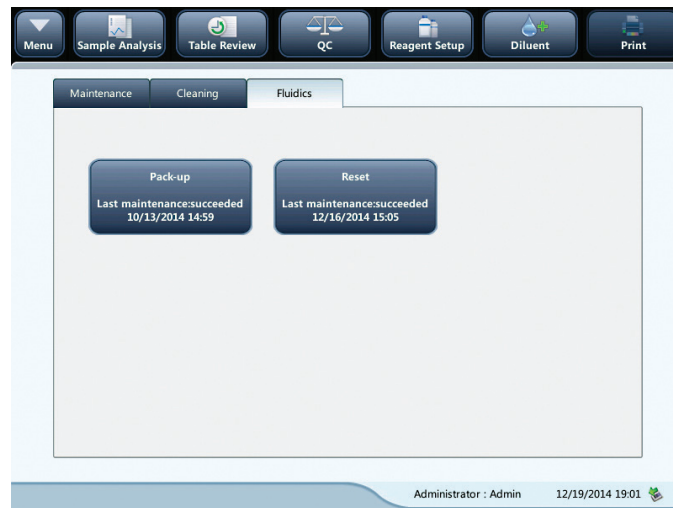 Menu
Sample Analysis
Table Review
QC
Reagent Setup
Diluent
Print
Maintenance
Cleaning
Fluidics
Pack-up
Last maintenance:succeeded
10/13/2014 14:59
Reset
Last maintenance:succeeded
12/16/2014 15:05
Administrator : Admin
12/19/2014 19:01